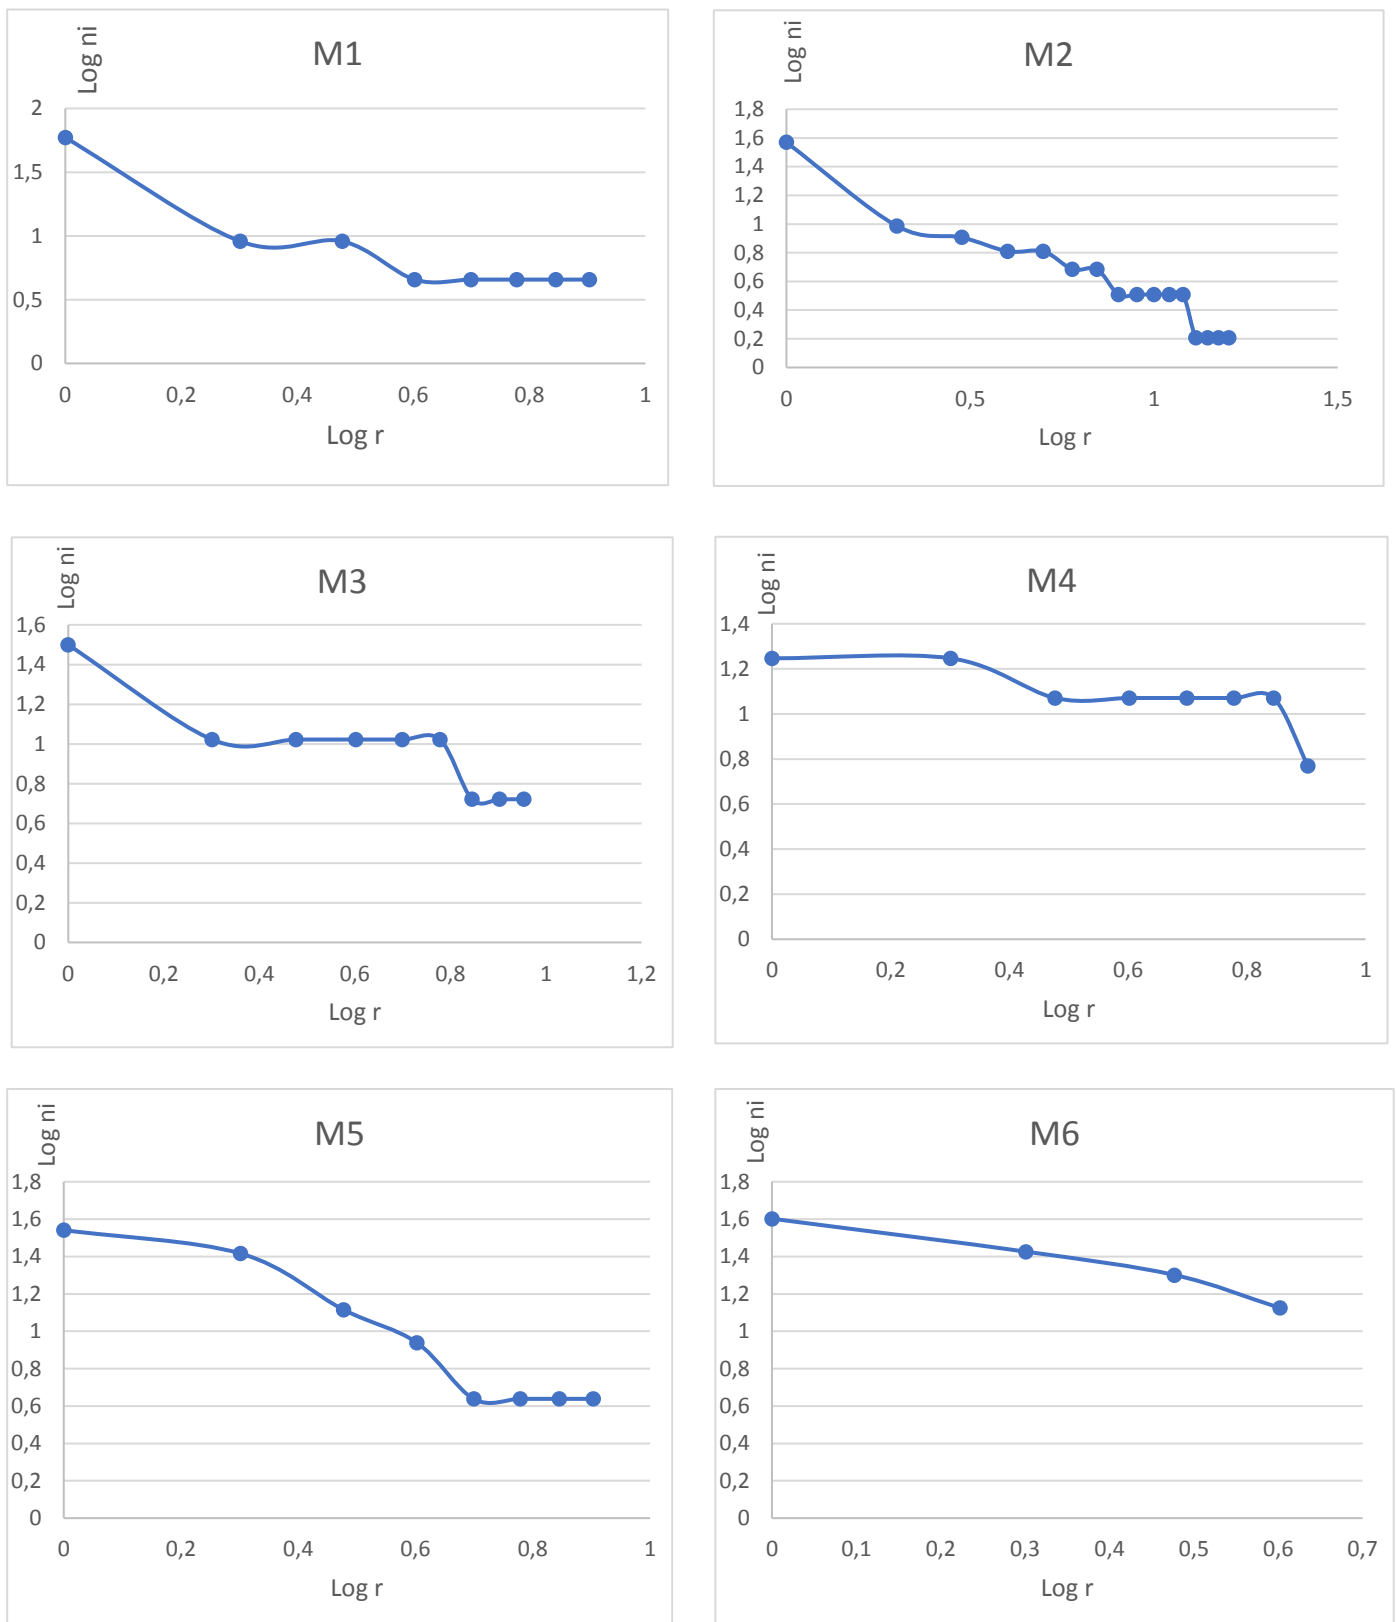 Log ni
M1
2
1,5
1
0,5
0
0 0,2 0,4 0,6 0,8 1
Log r
Log ni
M2
1,8
1,6
1,4
1,2
1
0,8
0,6
0,4
0,2
0
0 0,5 1 1,5
Log r
Log ni
M3
1,6
1,4
1,2
1
0,8
0,6
0,4
0,2
0
0 0,2 0,4 0,6 0,8 1 1,2
Log r
Log ni
M4
1,4
1,2
1
0,8
0,6
0,4
0,2
0
0 0,2 0,4 0,6 0,8 1
Log r
Log ni
M5
1,8
1,6
1,4
1,2
1
0,8
0,6
0,4
0,2
0
0 0,2 0,4 0,6 0,8 1
Log r
Log ni
M6
1,8
1,6
1,4
1,2
1
0,8
0,6
0,4
0,2
0
0 0,1 0,2 0,3 0,4 0,5 0,6 0,7
Log r